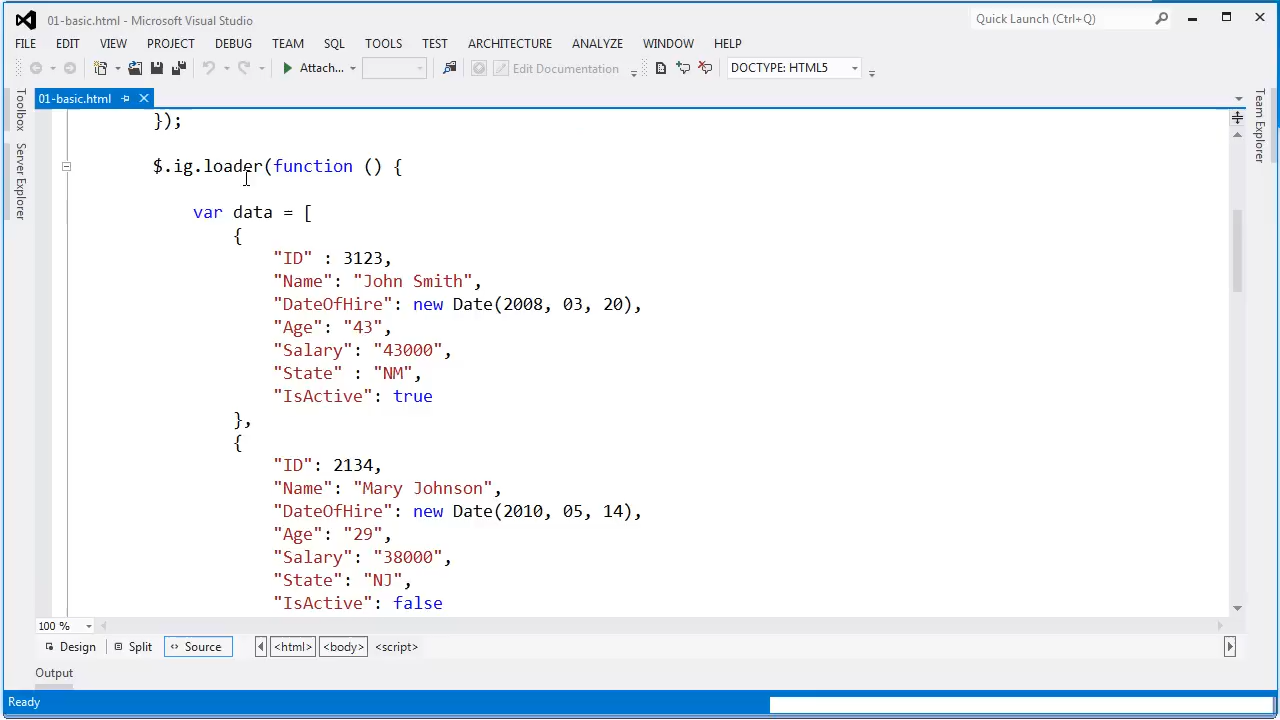 01-basic.html - Microsoft Visual Studio
Quick Launch (Ctrl+Q)
FILE EDIT VIEW PROJECT DEBUG TEAM SQL TOOLS TEST ARCHITECTURE ANALYZE WINDOW HELP
Attach... Edit Documentation DOCTYPE: HTML5
Toolbox
Server Explorer
01-basic.html
Team Explorer
});
$.ig.loader(function () {
var data = [
{
"ID" : 3123,
"Name": "John Smith",
"DateOfHire": new Date(2008, 03, 20),
"Age": "43",
"Salary": "43000",
"State" : "NM",
"IsActive": true
},
{
"ID": 2134,
"Name": "Mary Johnson",
"DateOfHire": new Date(2010, 05, 14),
"Age": "29",
"Salary": "38000",
"State": "NJ",
"IsActive": false
100 %
Design Split Source <html> <body> <script>
Output
Ready